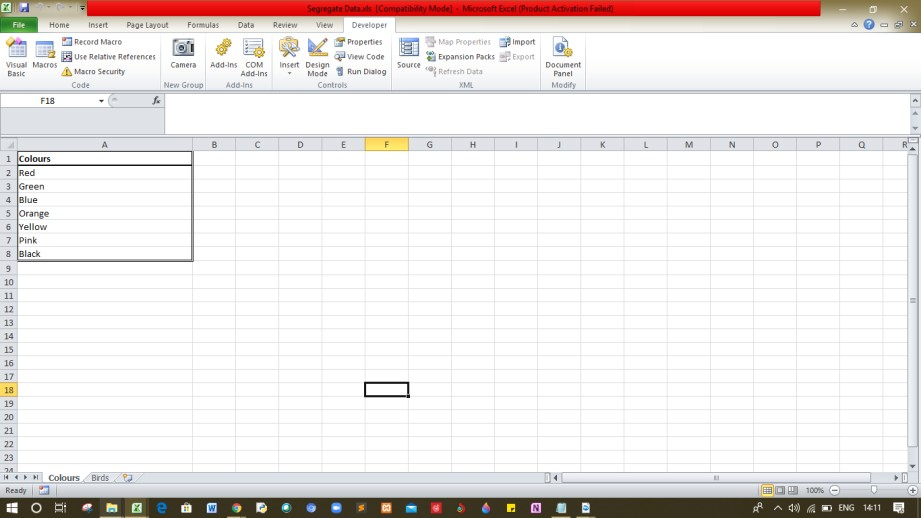 Segregate Data.xls [Compatibility Mode] - Microsoft Excel (Product Activation Failed)
File Home Insert Page Layout Formulas Data Review View Developer
Visual Basic
Macros
Record Macro
Use Relative References
Macro Security
Code
Camera
New Group
Add-Ins
COM Add-Ins
Add-Ins
Insert
Design Mode
Properties
View Code
Run Dialog
Controls
Source
Map Properties
Expansion Packs
Refresh Data
Import
Export
XML
Document Panel
Modify
F18 fx
A B C D E F G H I J K L M N O P Q R
1 Colours
2 Red
3 Green
4 Blue
5 Orange
6 Yellow
7 Pink
8 Black
9
10
11
12
13
14
15
16
17
18
19
20
21
22
23
24
Colours Birds
Ready 100%
ENG 14:11